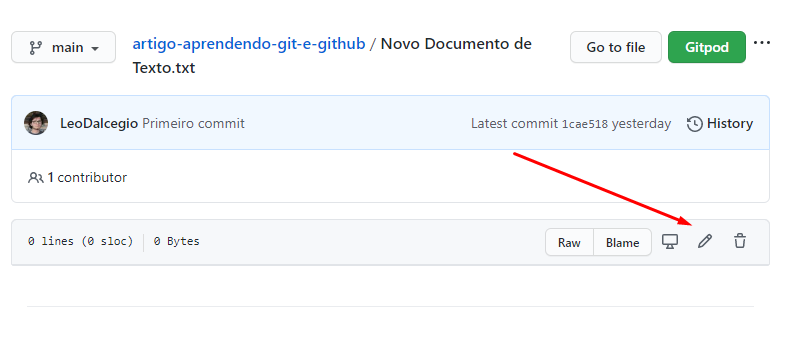 main
artigo-aprendendo-git-e-github / Novo Documento de
Texto.txt
Go to file
Gitpod
LeoDalcegio Primeiro commit
Latest commit 1cae518 yesterday
History
1 contributor
0 lines (0 sloc)
0 Bytes
Raw
Blame